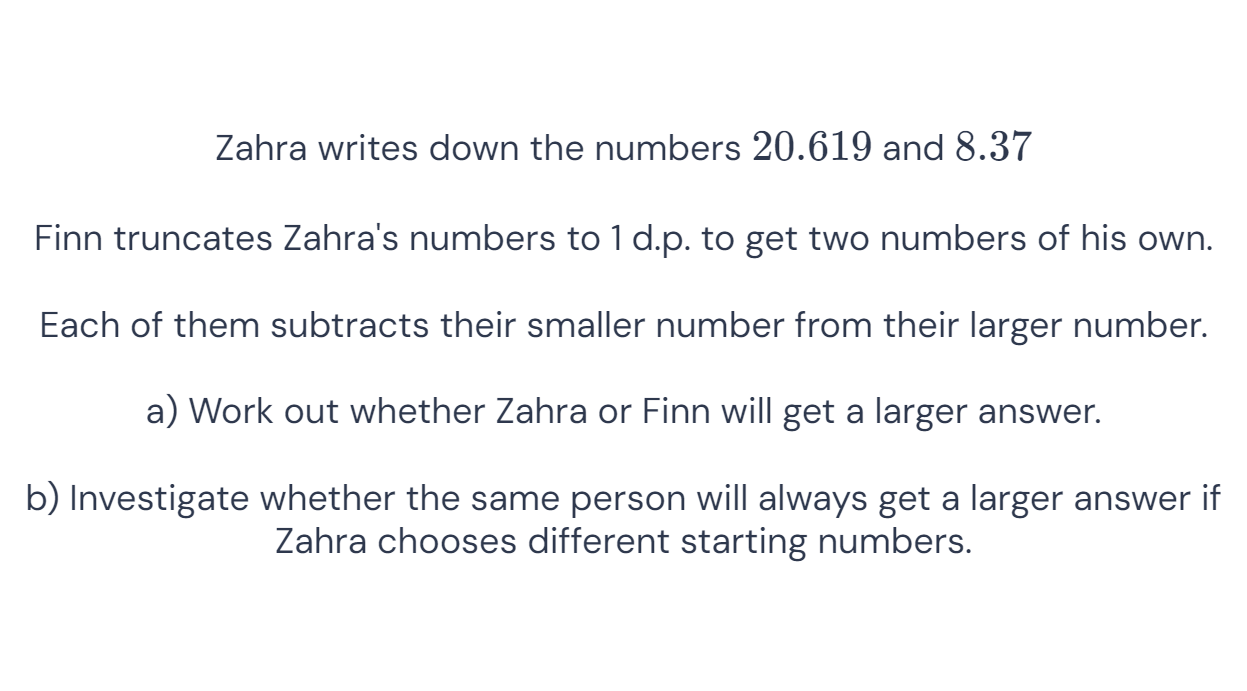 Zahra writes down the numbers 20.619 and 8.37
Finn truncates Zahra's numbers to 1 d.p. to get two numbers of his own.
Each of them subtracts their smaller number from their larger number.
a) Work out whether Zahra or Finn will get a larger answer.
b) Investigate whether the same person will always get a larger answer if
Zahra chooses different starting numbers.